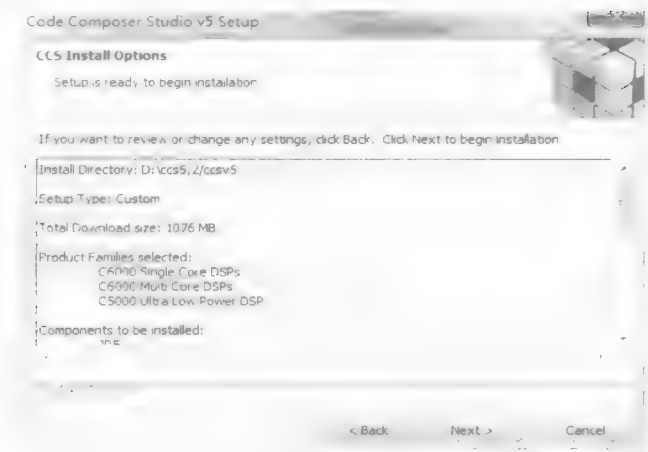 Code Composer Studio v5 Setup
CCS Install Options
Setup is ready to begin installation
If you want to review or change any settings, click Back. Click Next to begin installation
Install Directory: D:\ccs5.2/ccsv5
Setup Type: Custom
Total Download size: 1076 MB
Product Families selected:
C6000 Single Core DSPs
C6000 Multi Core DSPs
C5000 Ultra Low Power DSP
Components to be installed:
< Back Next > Cancel